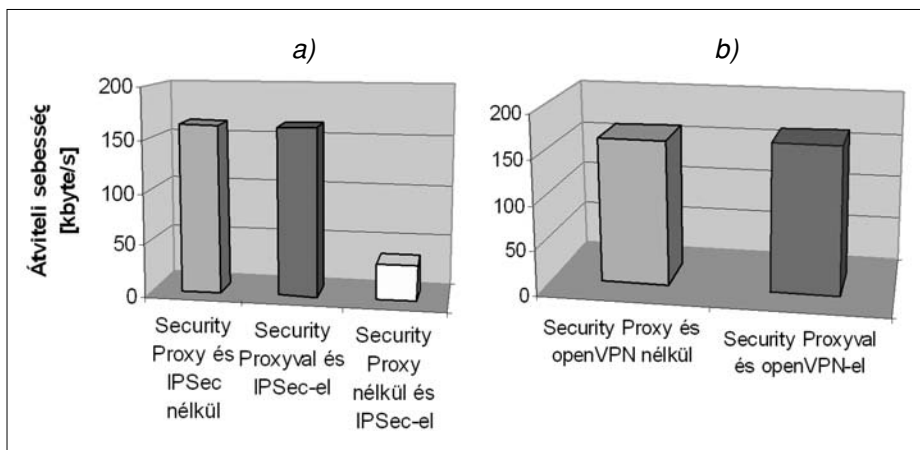 a)
Átviteli sebesség
[kbyte/s]
200
150
100
50
0
Security
Proxy és
IPSec
nélkül
Security
Proxyval és
IPSec-el
Security
Proxy
nélkül és
IPSec-el
b)
200
150
100
50
0
Security Proxy és
openVPN nélkül
Security Proxyval
és openVPN-el